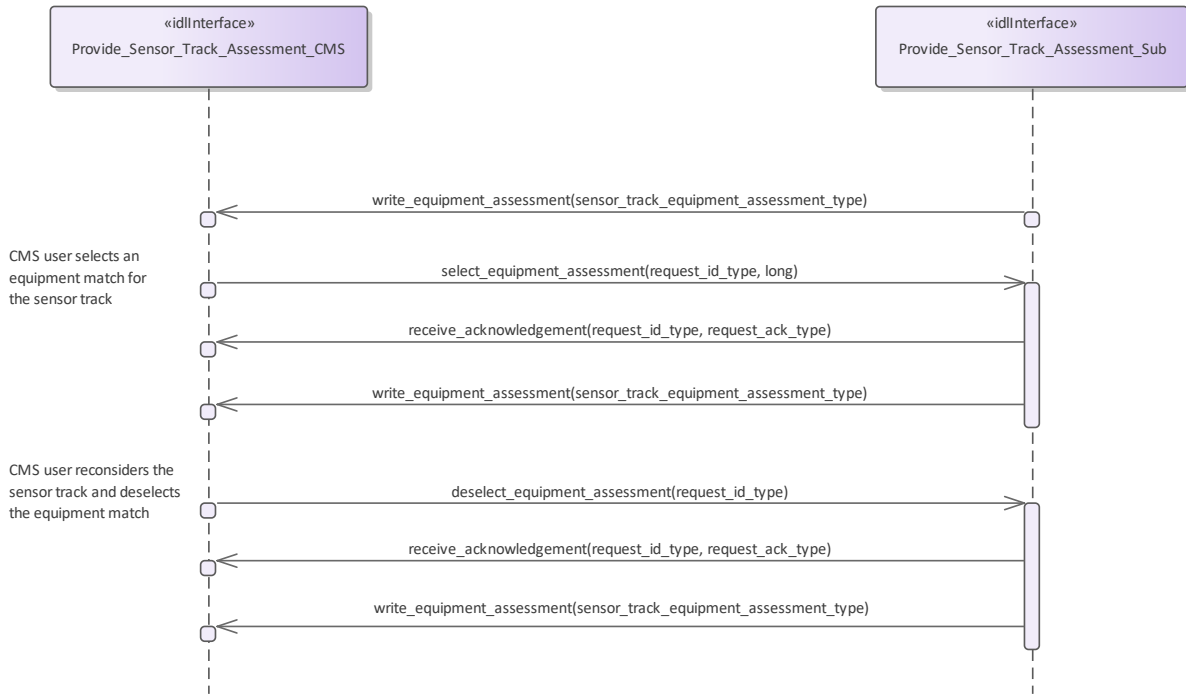 «idlInterface»
Provide_Sensor_Track_Assessment_CMS
«idlInterface»
Provide_Sensor_Track_Assessment_Sub
write_equipment_assessment(sensor_track_equipment_assessment_type)
CMS user selects an
equipment match for
the sensor track
select_equipment_assessment(request_id_type, long)
receive_acknowledgement(request_id_type, request_ack_type)
write_equipment_assessment(sensor_track_equipment_assessment_type)
CMS user reconsiders the
sensor track and deselects
the equipment match
deselect_equipment_assessment(request_id_type)
receive_acknowledgement(request_id_type, request_ack_type)
write_equipment_assessment(sensor_track_equipment_assessment_type)